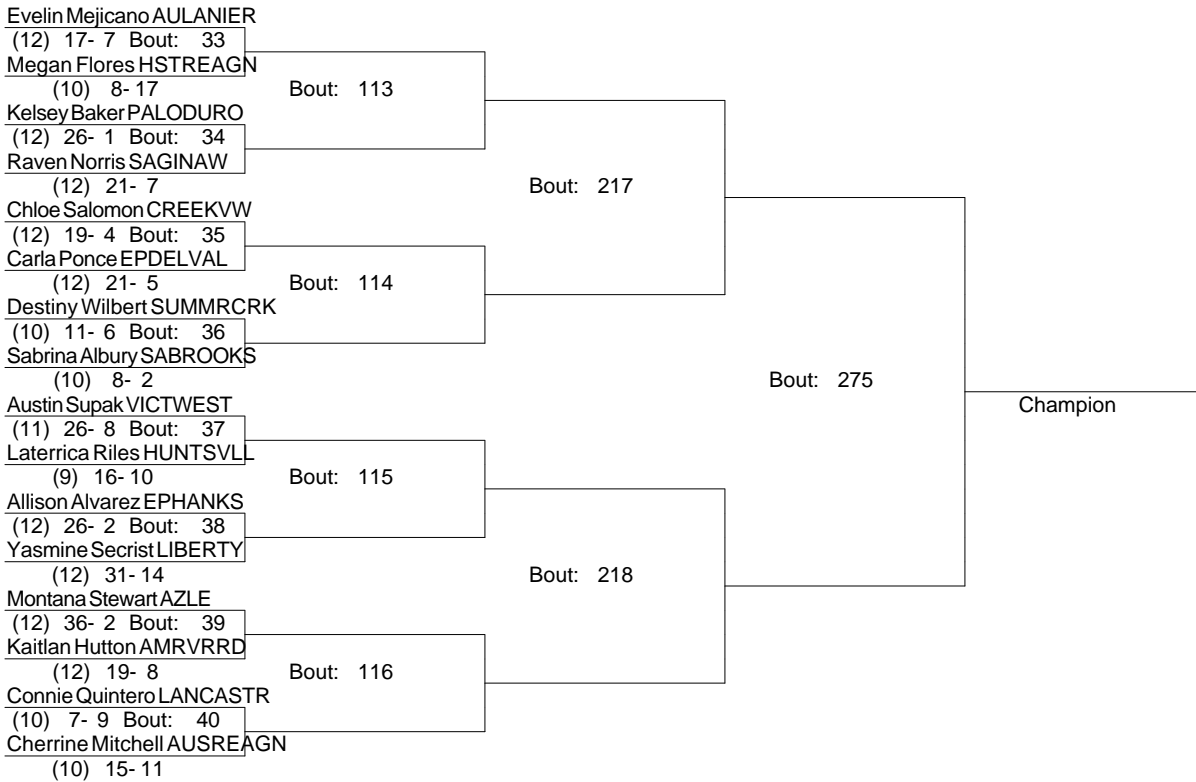 Evelin Mejicano AULANIER
(12) 17- 7 Bout: 33
Megan Flores HSTREAGN
(10) 8- 17 Bout: 113
Kelsey Baker PALODURO
(12) 26- 1 Bout: 34
Raven Norris SAGINAW
(12) 21- 7 Bout: 217
Chloe Salomon CREEKVW
(12) 19- 4 Bout: 35
Carla Ponce EPDELVAL
(12) 21- 5 Bout: 114
Destiny Wilbert SUMMRCRK
(10) 11- 6 Bout: 36
Sabrina Albury SABROOKS
(10) 8- 2 Bout: 275
Austin Supak VICTWEST Champion
(11) 26- 8 Bout: 37
Laterrica Riles HUNTSVLL
(9) 16- 10 Bout: 115
Allison Alvarez EPHANKS
(12) 26- 2 Bout: 38
Yasmine Secrist LIBERTY
(12) 31- 14 Bout: 218
Montana Stewart AZLE
(12) 36- 2 Bout: 39
Kaitlan Hutton AMRVRRD
(12) 19- 8 Bout: 116
Connie Quintero LANCASTR
(10) 7- 9 Bout: 40
Cherrine Mitchell AUSREAGN
(10) 15- 11